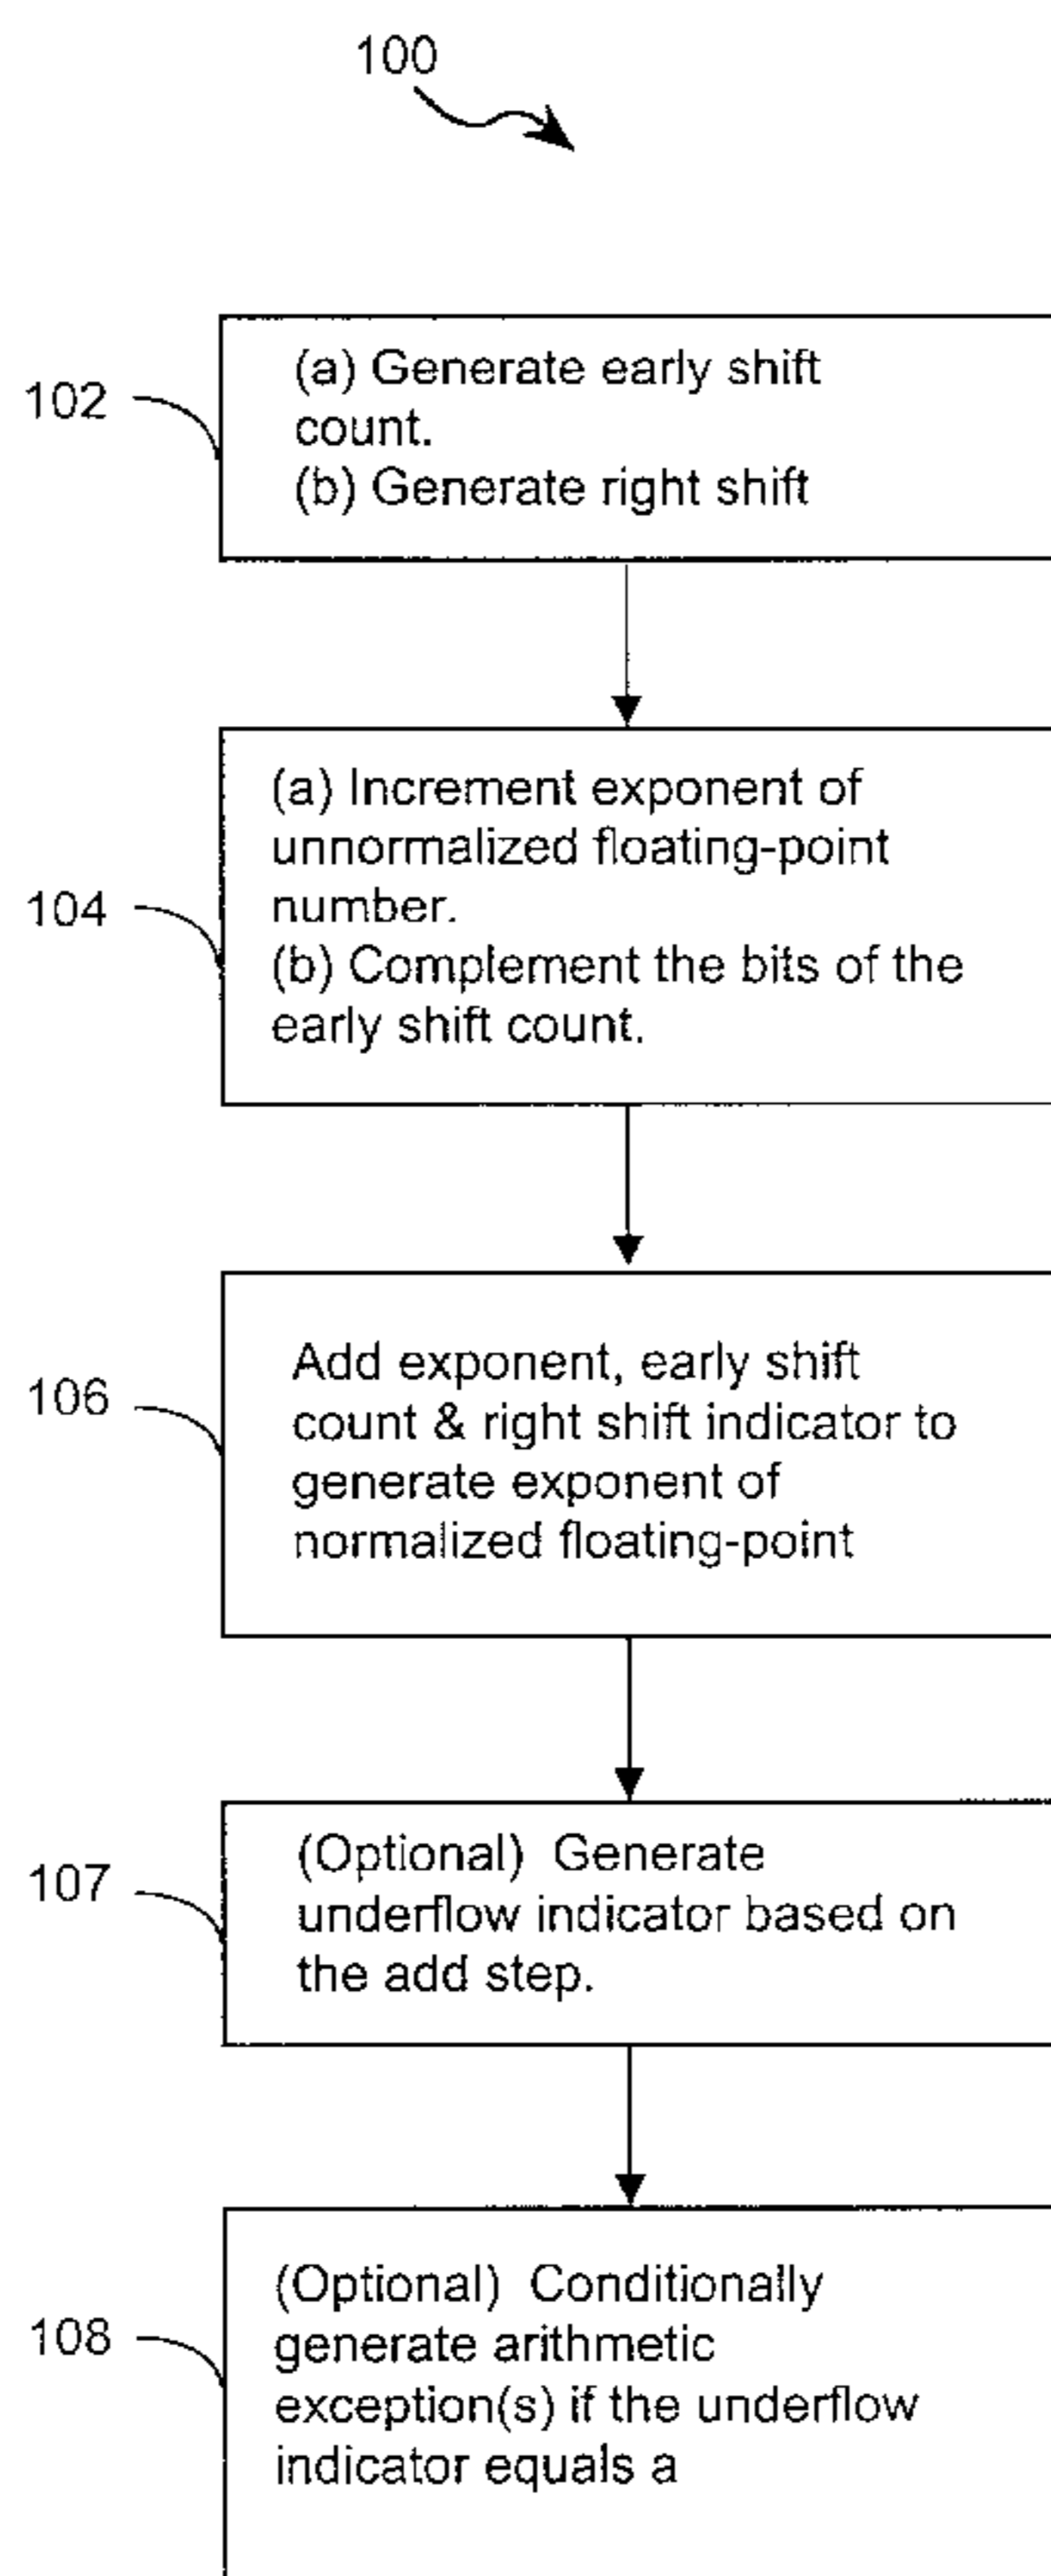 100
102
(a) Generate early shift
count.
(b) Generate right shift
104
(a) Increment exponent of
unnormalized floating-point
number.
(b) Complement the bits of the
early shift count.
106
Add exponent, early shift
count & right shift indicator to
generate exponent of
normalized floating-point
107
(Optional) Generate
underflow indicator based on
the add step.
108
(Optional) Conditionally
generate arithmetic
exception(s) if the underflow
indicator equals a